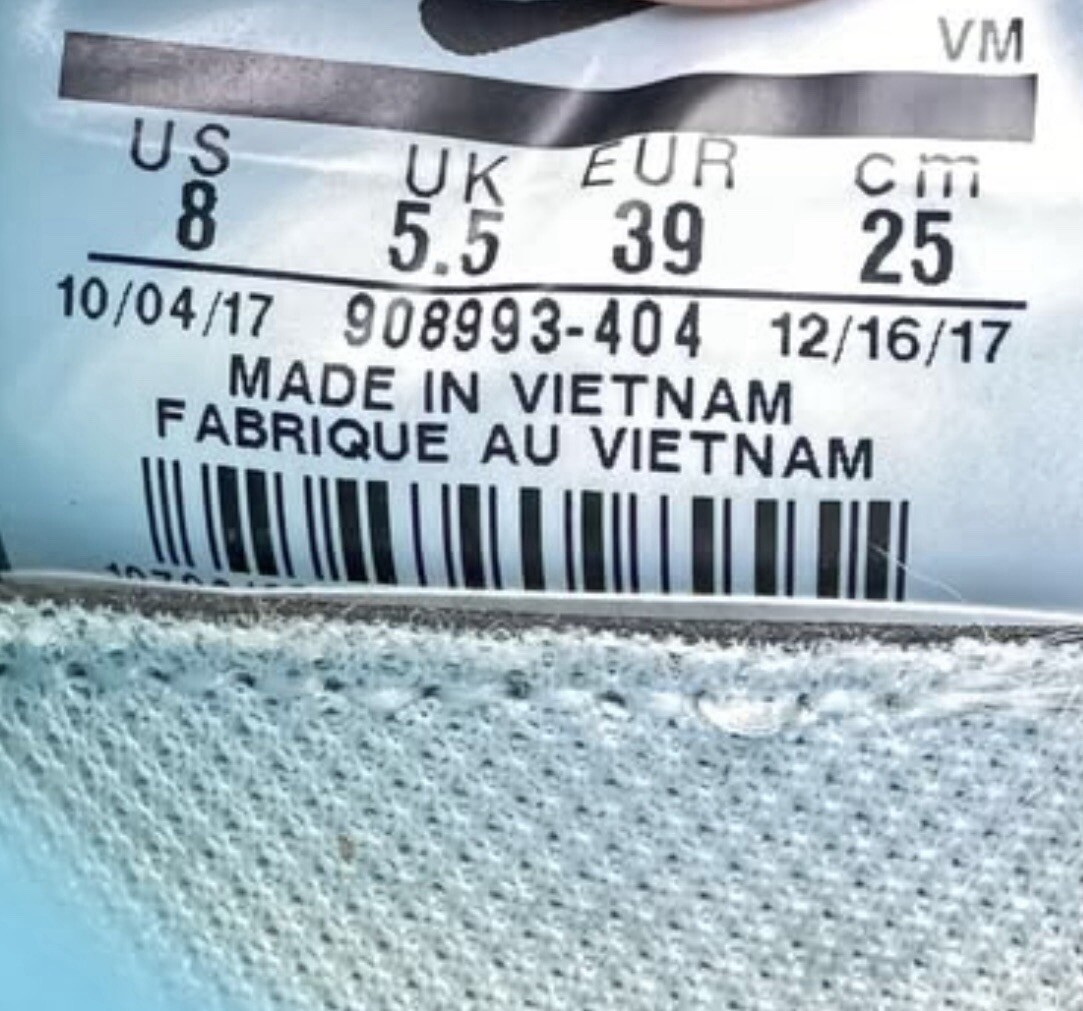 VM
US UK EUR cm
8 5.5 39 25
10/04/17 908993-404 12/16/17
MADE IN VIETNAM
FABRIQUE AU VIETNAM